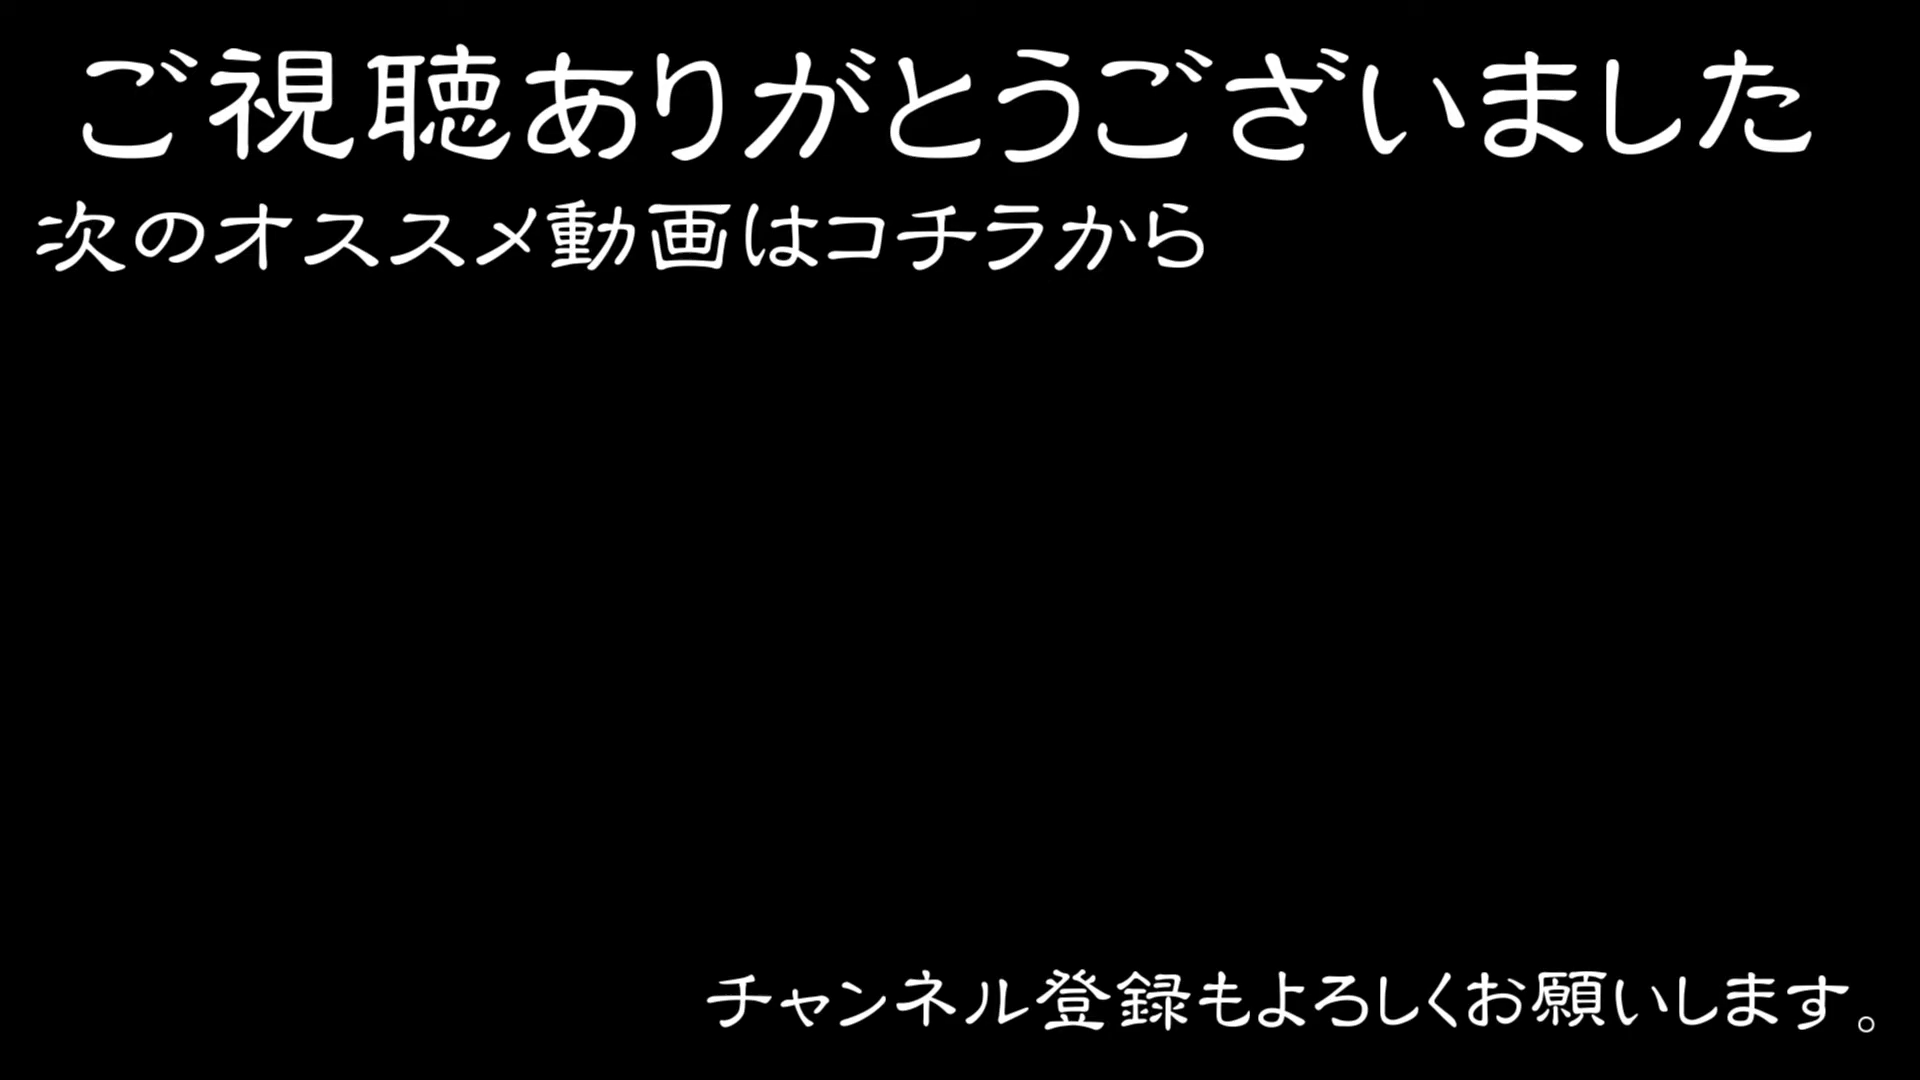 ご視聴ありがとうございました
次のオススメ動画はコチラから
チャンネル登録もよろしくお願いします。